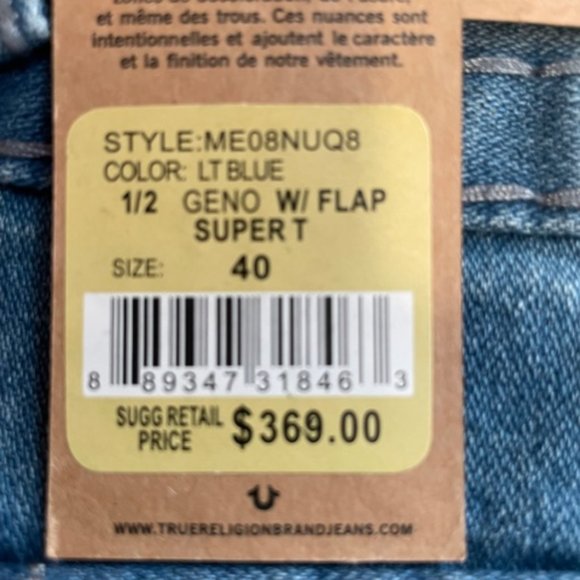 et même des trous. Ces nuances sont
intentionnelles et ajoutent le caractère
et la finition de notre vêtement.
STYLE:ME08NUQ8
COLOR: LT BLUE
1/2 GENO W/ FLAP
SUPER T
SIZE: 40
8 89347 31846 3
SUGG RETAIL
PRICE $369.00
WWW.TRUERELIGIONBRANDJEANS.COM